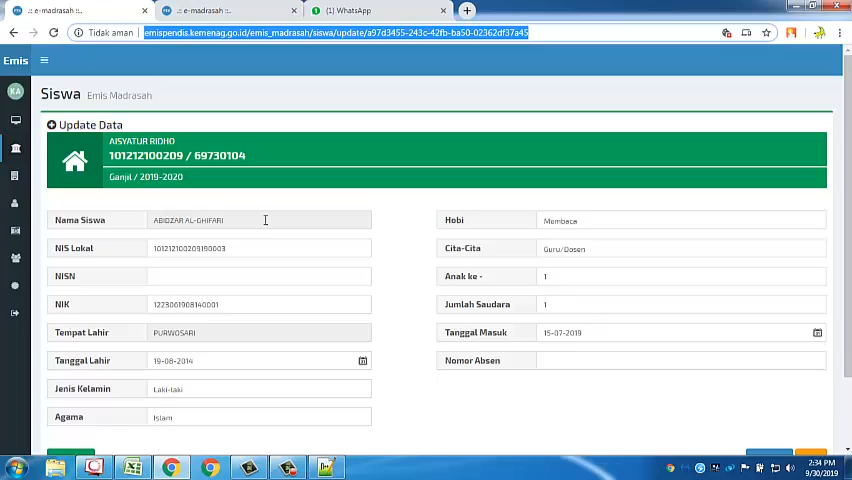 .:: e-madrasah ::.
.:: e-madrasah ::.
(1) WhatsApp
Tidak aman
emispendis.kemenag.go.id/emis_madrasah/siswa/update/a97d3455-243c-42fb-ba50-02362df37a45
Emis
KA
Siswa Emis Madrasah
Update Data
AISYATUR RIDHO
101212100209 / 69730104
Ganjil / 2019-2020
Nama Siswa ABIDZAR AL-GHIFARI
NIS Lokal 101212100209190003
NISN
NIK 1223061908140001
Tempat Lahir PURWOSARI
Tanggal Lahir 19-08-2014
Jenis Kelamin Laki-laki
Agama Islam
Hobi Membaca
Cita-Cita Guru/Dosen
Anak ke - 1
Jumlah Saudara 1
Tanggal Masuk 15-07-2019
Nomor Absen
2:34 PM
9/30/2019